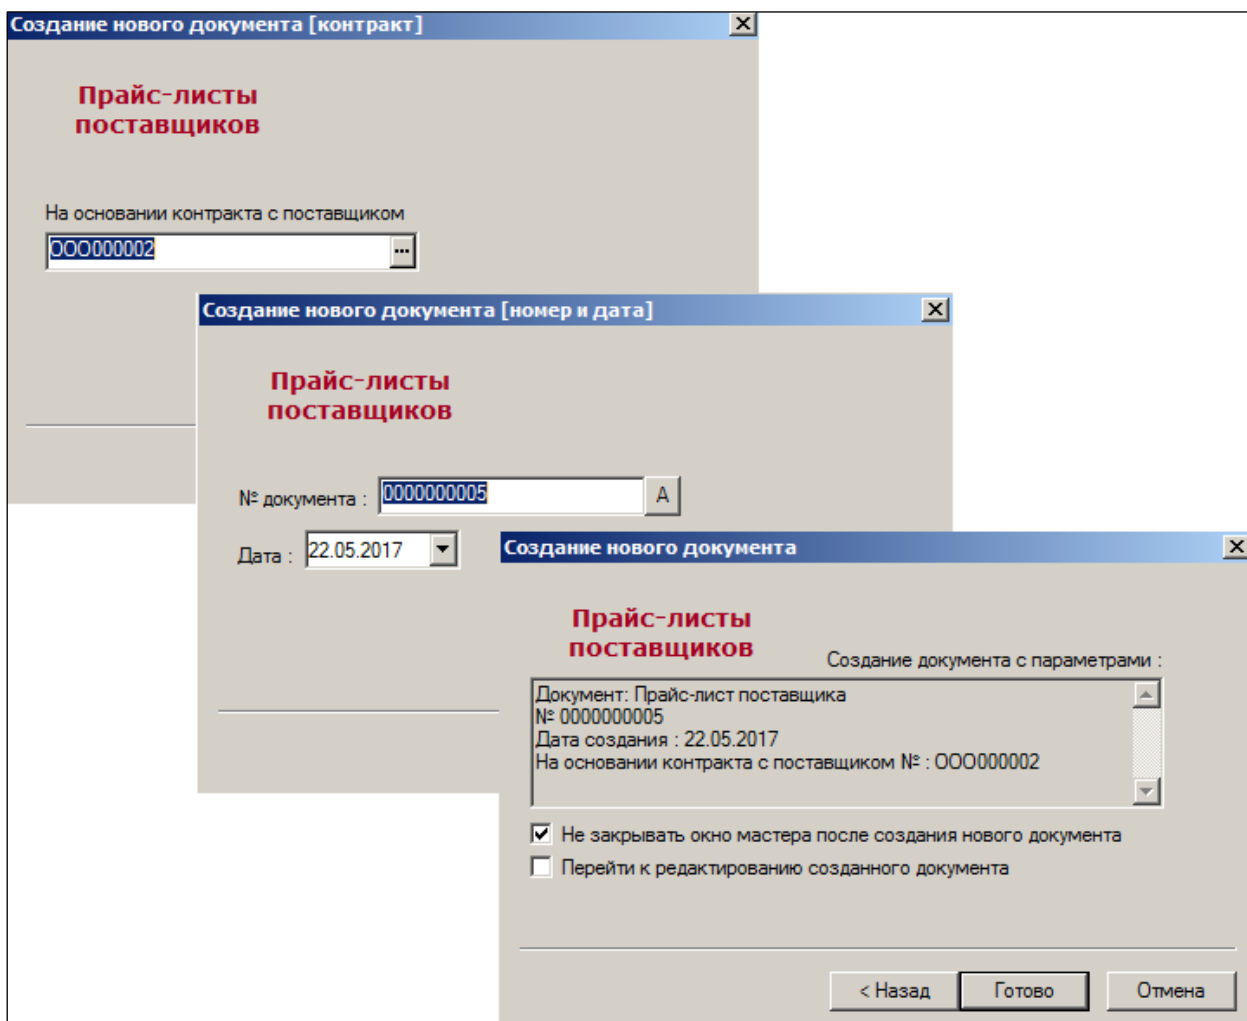 Создание нового документа [контракт]
Прайс-листы
поставщиков
На основании контракта с поставщиком
ООО000002
...
Создание нового документа [номер и дата]
Прайс-листы
поставщиков
№ документа : 0000000005 A
Дата : 22.05.2017
Создание нового документа
Прайс-листы
поставщиков
Создание документа с параметрами :
Документ: Прайс-лист поставщика
№ 0000000005
Дата создания : 22.05.2017
На основании контракта с поставщиком № : ООО000002
Не закрывать окно мастера после создания нового документа
Перейти к редактированию созданного документа
< Назад Готово Отмена